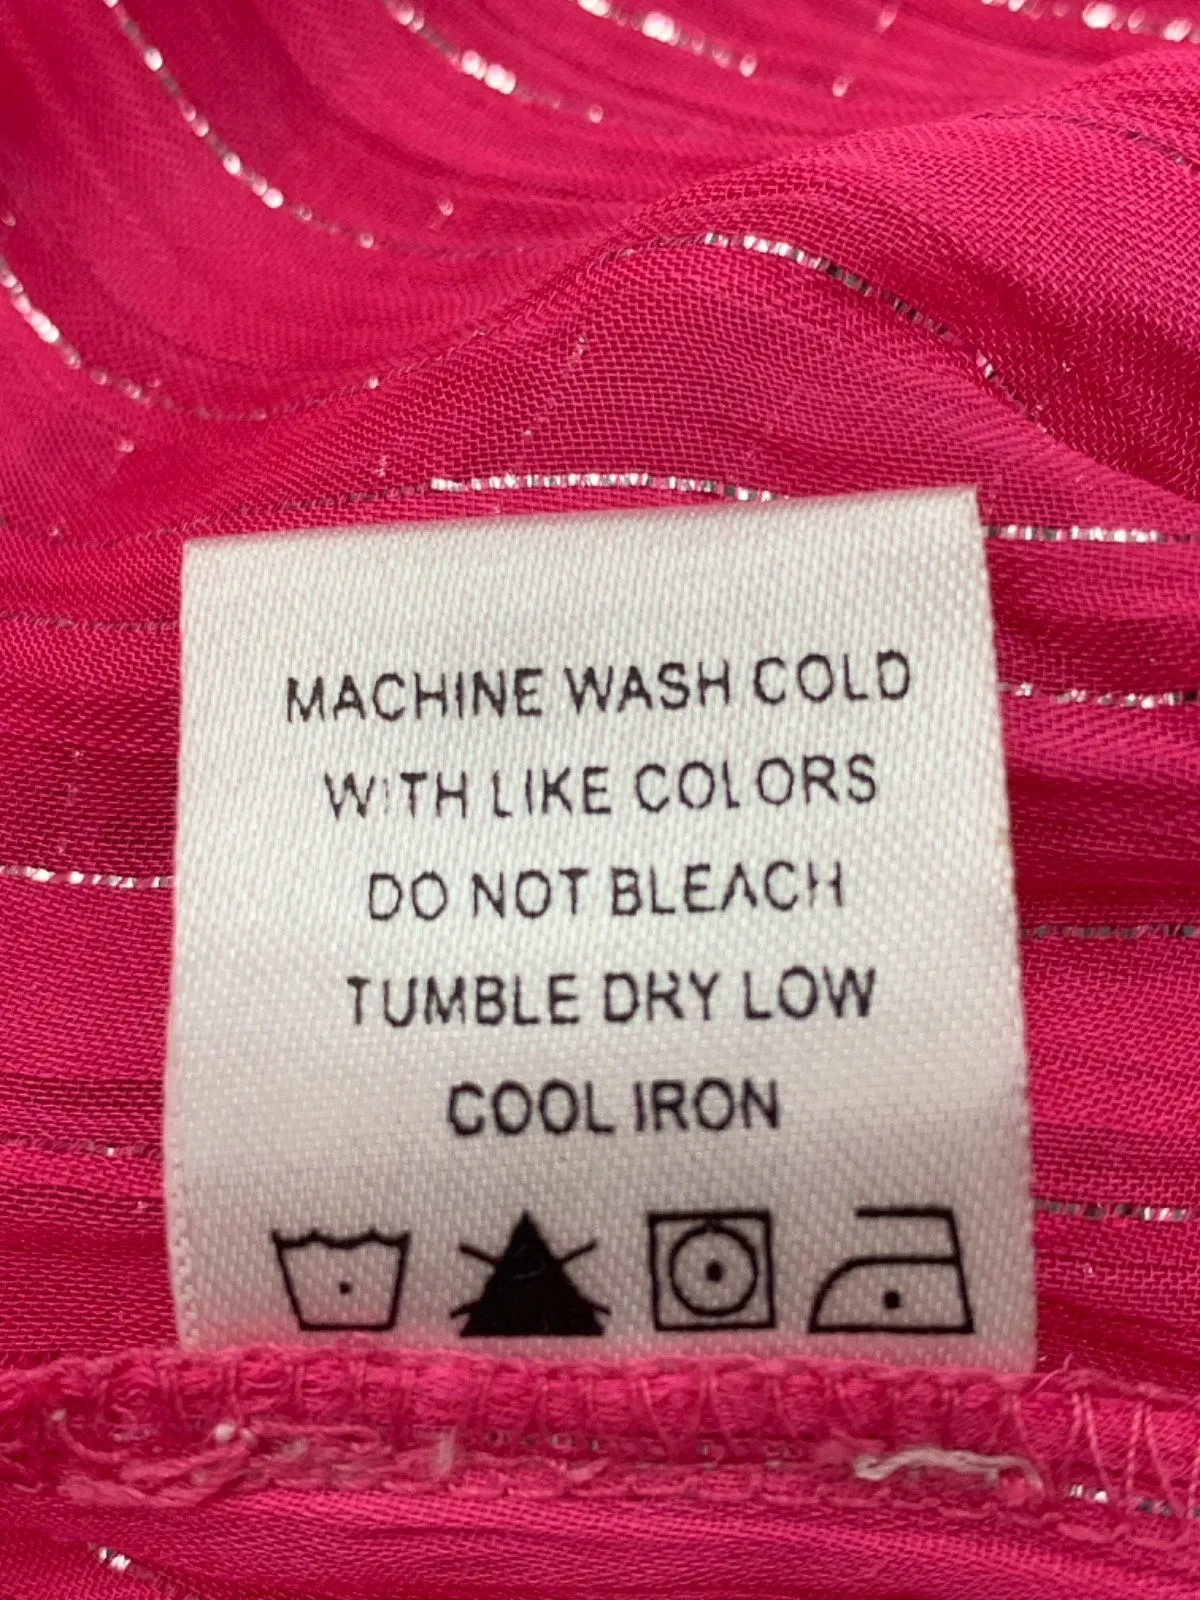 MACHINE WASH COLD
WITH LIKE COLORS
DO NOT BLEACH
TUMBLE DRY LOW
COOL IRON